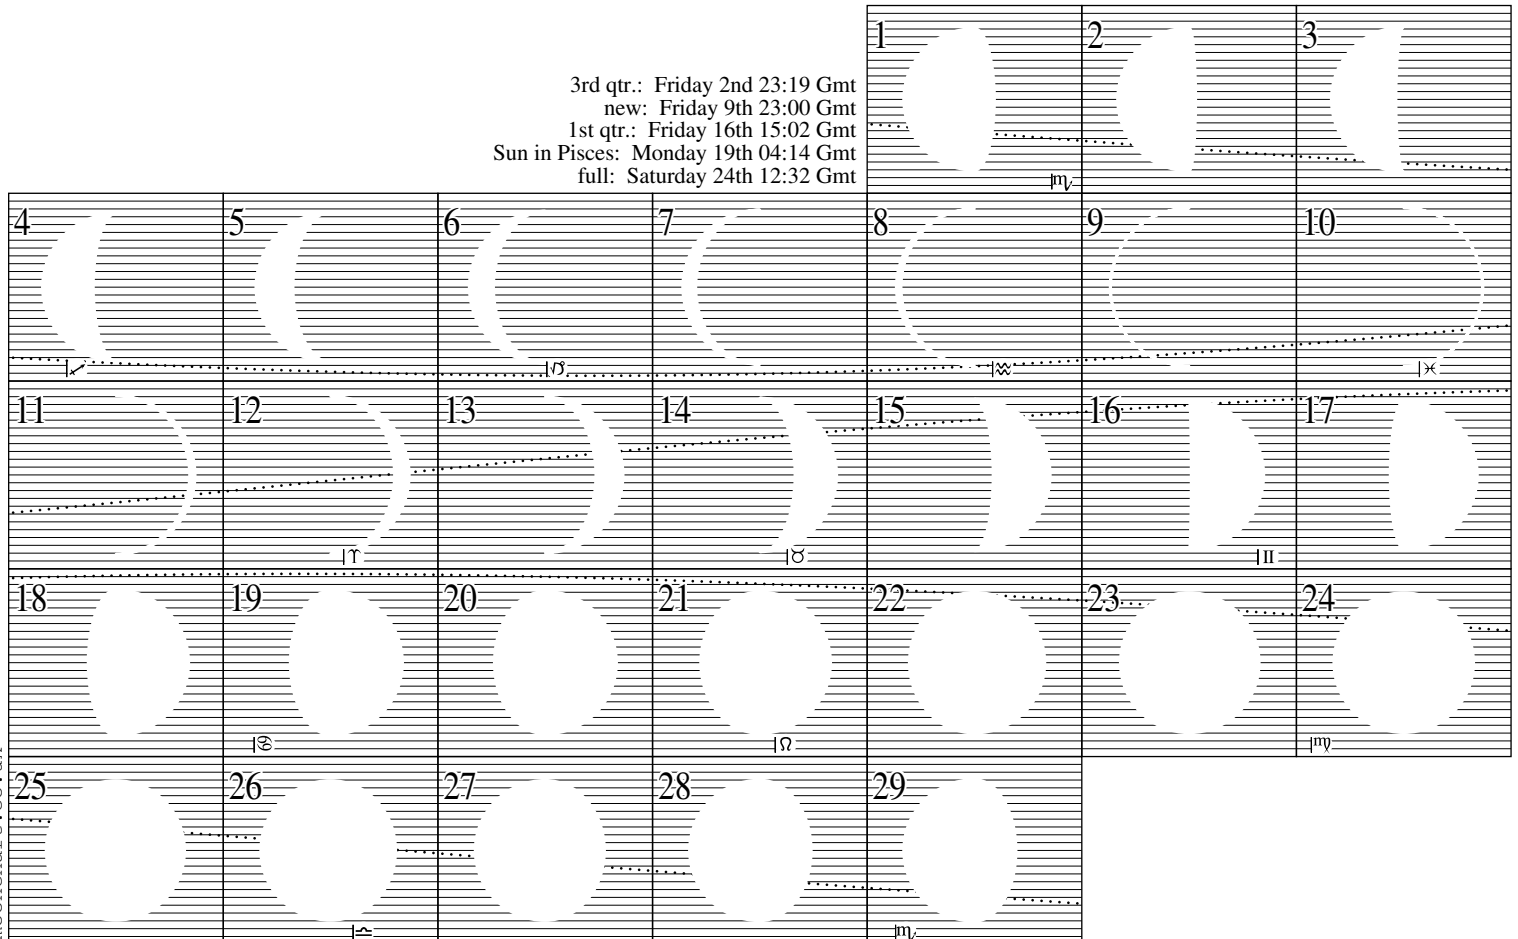 1 2 3
3rd qtr.: Friday 2nd 23:19 Gmt
new: Friday 9th 23:00 Gmt
1st qtr.: Friday 16th 15:02 Gmt
Sun in Pisces: Monday 19th 04:14 Gmt
full: Saturday 24th 12:32 Gmt
♏
4 5 6 7 8 9 10
♐ ♑ ♒ ♓
11 12 13 14 15 16 17
♈ ♉ ♊
18 19 20 21 22 23 24
♋ ♌ ♍
25 26 27 28 29
♎ ♏